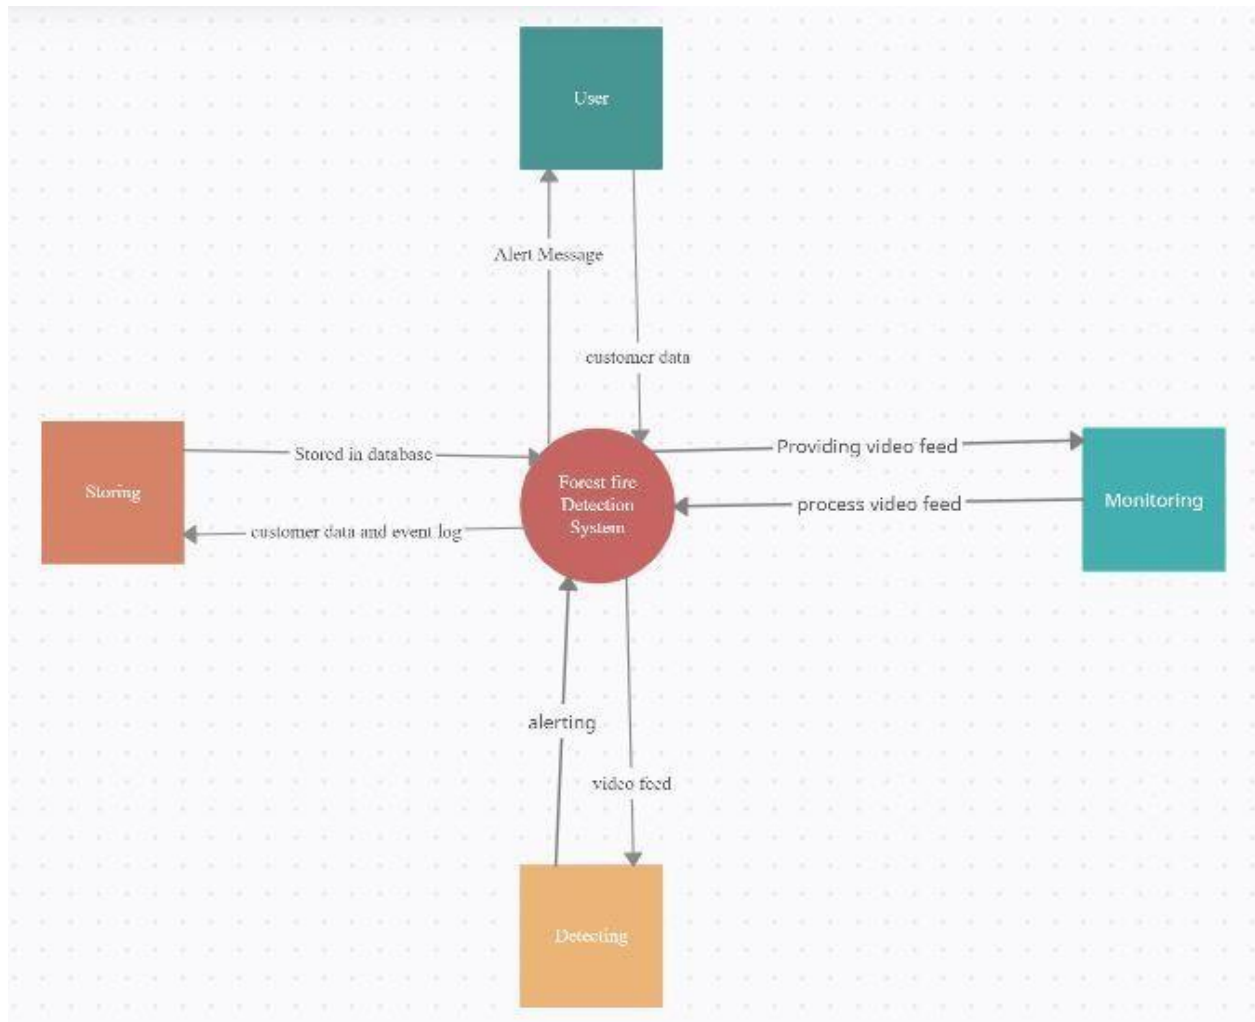 User
Alert Message
customer data
Stored in database
Providing video feed
Storing
Forest fire
Detection
System
process video feed
Monitoring
customer data and event log
alerting
video feed
Detecting